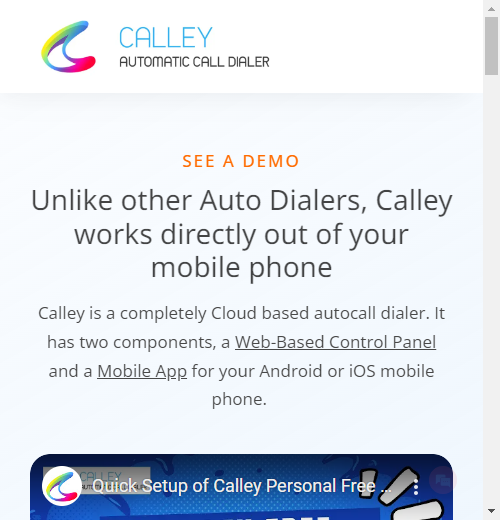 CALLEY
AUTOMATIC CALL DIALER
SEE A DEMO
Unlike other Auto Dialers, Calley
works directly out of your
mobile phone
Calley is a completely Cloud based autocall dialer. It
has two components, a Web-Based Control Panel
and a Mobile App for your Android or iOS mobile
phone.
CALLEY
Quick Setup of Calley Personal Free ...